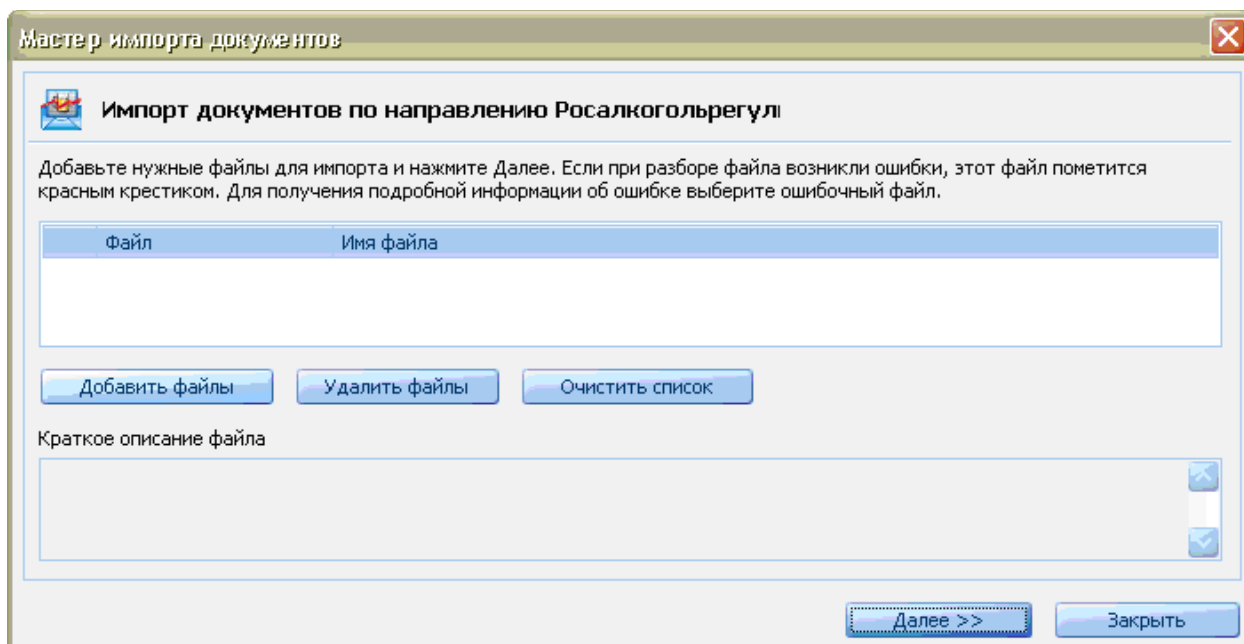 Мастер импорта документов
Импорт документов по направлению Росалкогольрегул
Добавьте нужные файлы для импорта и нажмите Далее. Если при разборе файла возникли ошибки, этот файл пометится
красным крестиком. Для получения подробной информации об ошибке выберите ошибочный файл.
Файл Имя файла
Добавить файлы Удалить файлы Очистить список
Краткое описание файла
Далее >> Закрыть